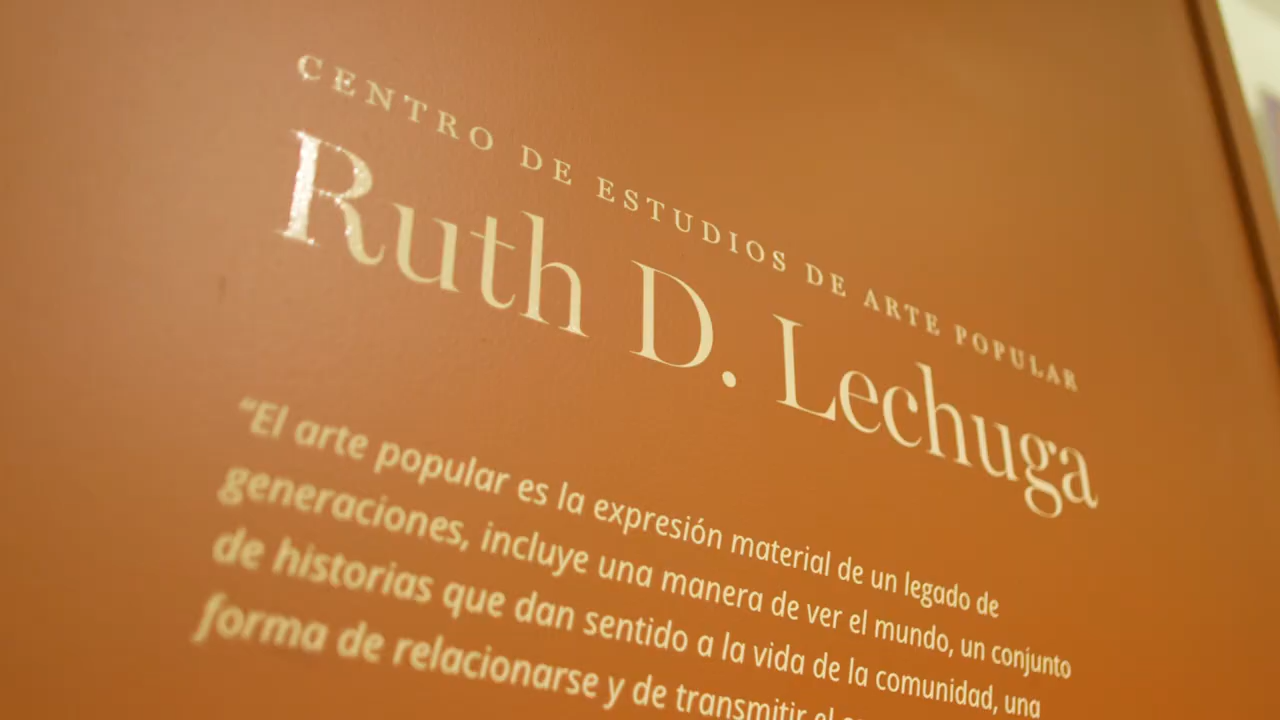 CENTRO DE ESTUDIOS DE ARTE POPULAR
Ruth D. Lechuga
“El arte popular es la expresión material de un legado de
generaciones, incluye una manera de ver el mundo, un conjunto
de historias que dan sentido a la vida de la comunidad, una
forma de relacionarse y de transmitir el